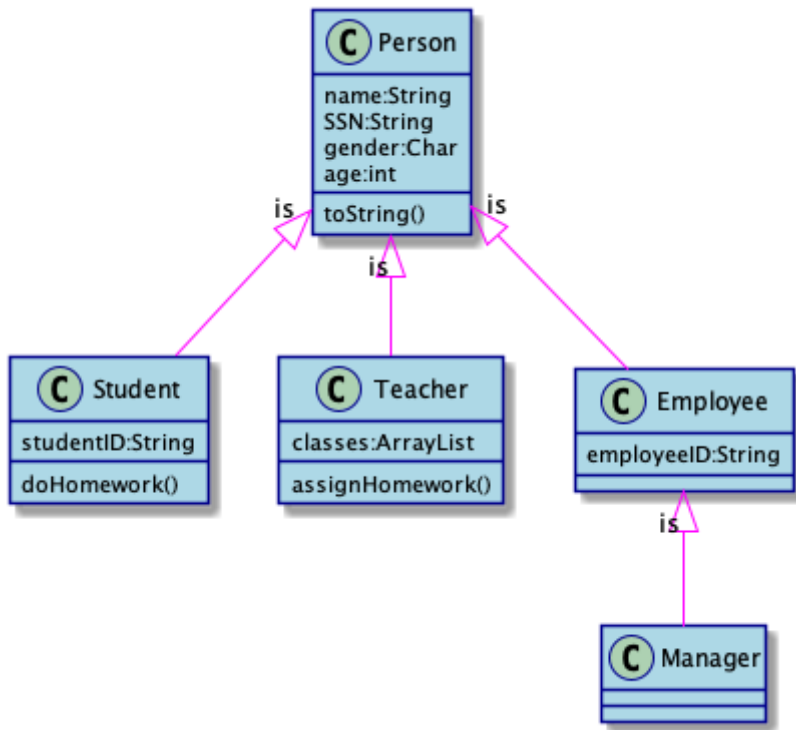 C Person
name:String
SSN:String
gender:Char
age:int
toString()
is
is
is
C Student
studentID:String
doHomework()
C Teacher
classes:ArrayList
assignHomework()
C Employee
employeeID:String
is
C Manager